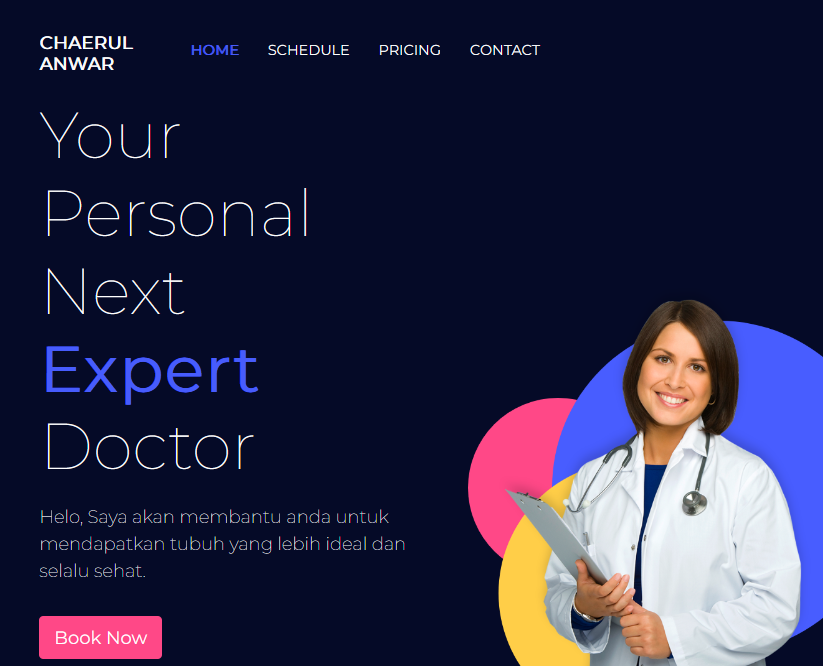 CHAERUL
ANWAR
HOME SCHEDULE PRICING CONTACT
Your
Personal
Next
Expert
Doctor
Helo, Saya akan membantu anda untuk
mendapatkan tubuh yang lebih ideal dan
selalu sehat.
Book Now